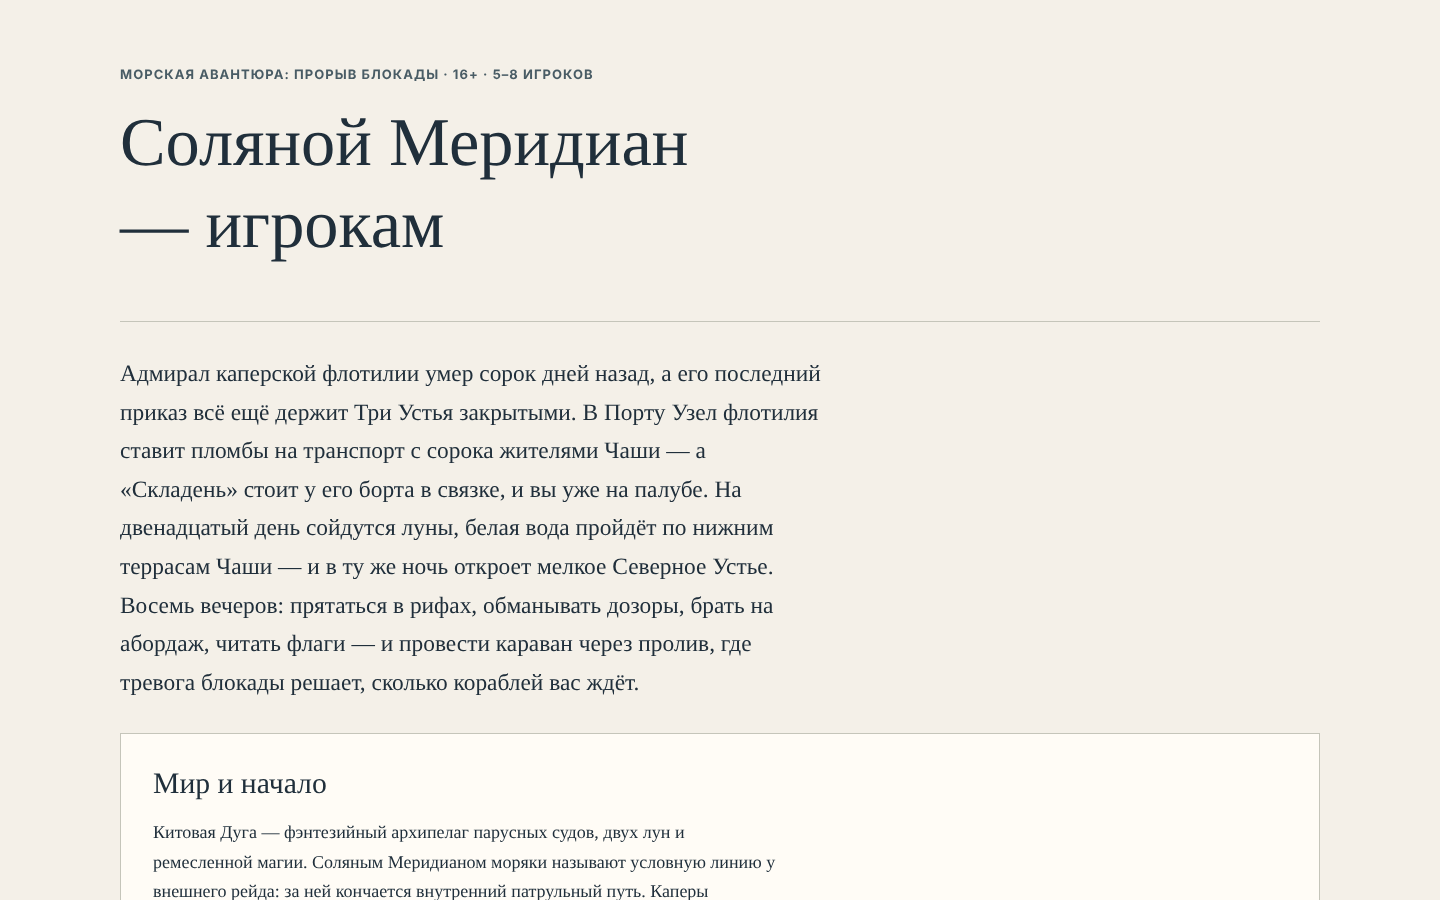 МОРСКАЯ АВАНТЮРА: ПРОРЫВ БЛОКАДЫ · 16+ · 5–8 ИГРОКОВ
Соляной Меридиан
— игрокам
Адмирал каперской флотилии умер сорок дней назад, а его последний
приказ всё ещё держит Три Устья закрытыми. В Порту Узел флотилия
ставит пломбы на транспорт с сорока жителями Чаши — а
«Складень» стоит у его борта в связке, и вы уже на палубе. На
двенадцатый день сойдутся луны, белая вода пройдёт по нижним
террасам Чаши — и в ту же ночь откроет мелкое Северное Устье.
Восемь вечеров: прятаться в рифах, обманывать дозоры, брать на
абордаж, читать флаги — и провести караван через пролив, где
тревога блокады решает, сколько кораблей вас ждёт.
Мир и начало
Китовая Дуга — фэнтезийный архипелаг парусных судов, двух лун и
ремесленной магии. Соляным Меридианом моряки называют условную линию у
внешнего рейда: за ней кончается внутренний патрульный путь. Каперы